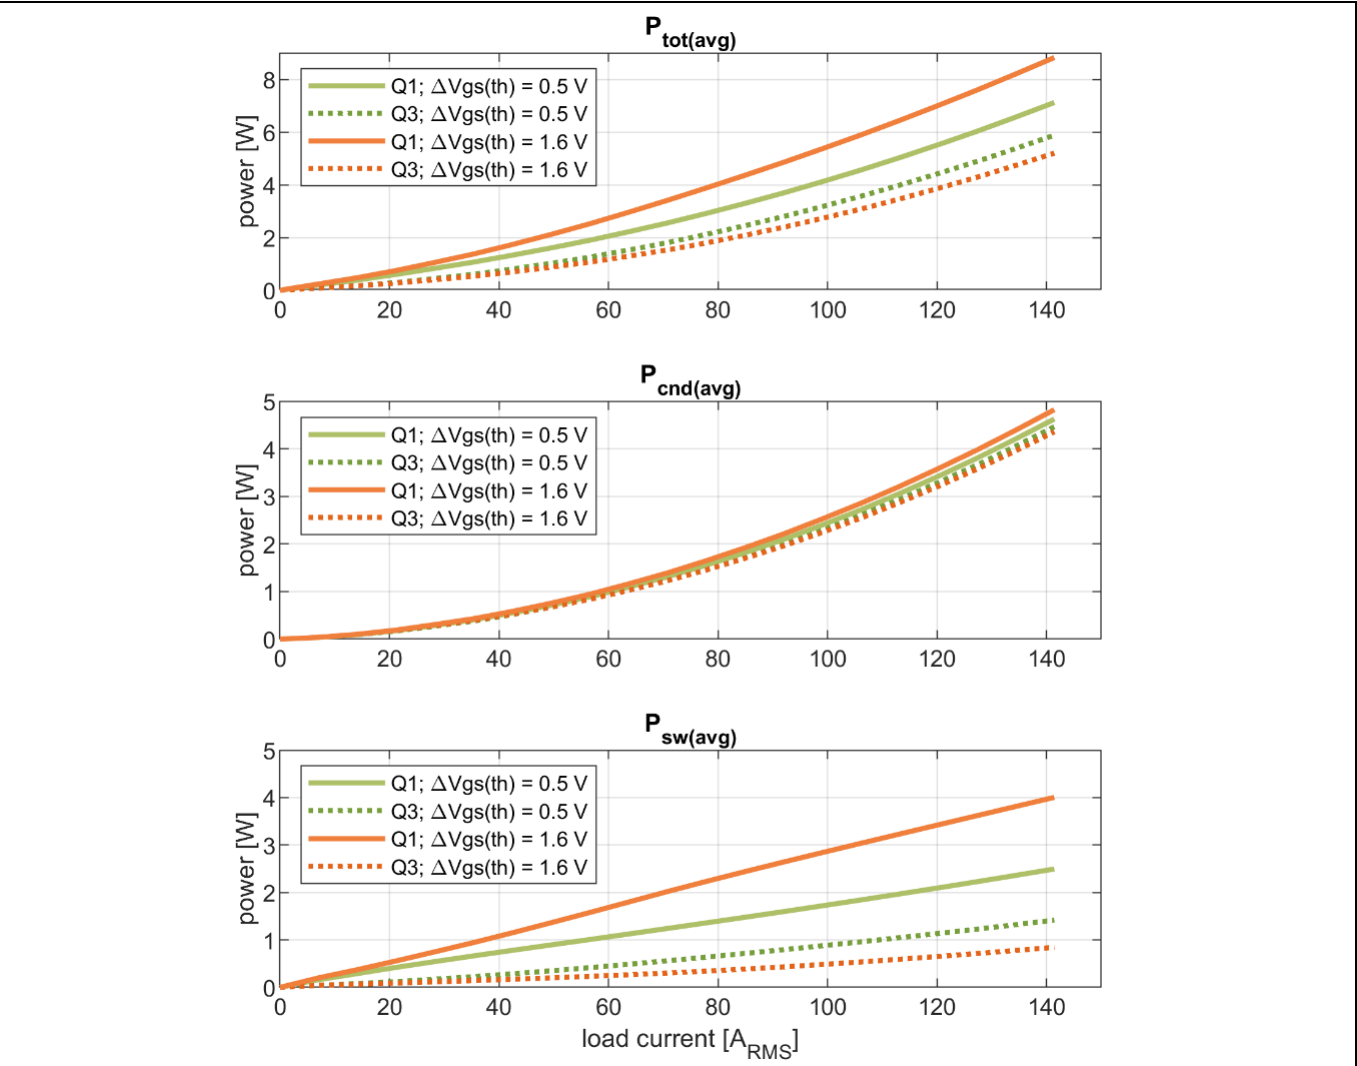 P_tot(avg)
power [W]
8
6
4
2
0
Q1; ΔVgs(th) = 0.5 V
Q3; ΔVgs(th) = 0.5 V
Q1; ΔVgs(th) = 1.6 V
Q3; ΔVgs(th) = 1.6 V
0 20 40 60 80 100 120 140
P_cnd(avg)
power [W]
5
4
3
2
1
0
Q1; ΔVgs(th) = 0.5 V
Q3; ΔVgs(th) = 0.5 V
Q1; ΔVgs(th) = 1.6 V
Q3; ΔVgs(th) = 1.6 V
0 20 40 60 80 100 120 140
P_sw(avg)
power [W]
5
4
3
2
1
0
Q1; ΔVgs(th) = 0.5 V
Q3; ΔVgs(th) = 0.5 V
Q1; ΔVgs(th) = 1.6 V
Q3; ΔVgs(th) = 1.6 V
0 20 40 60 80 100 120 140
load current [A_RMS]